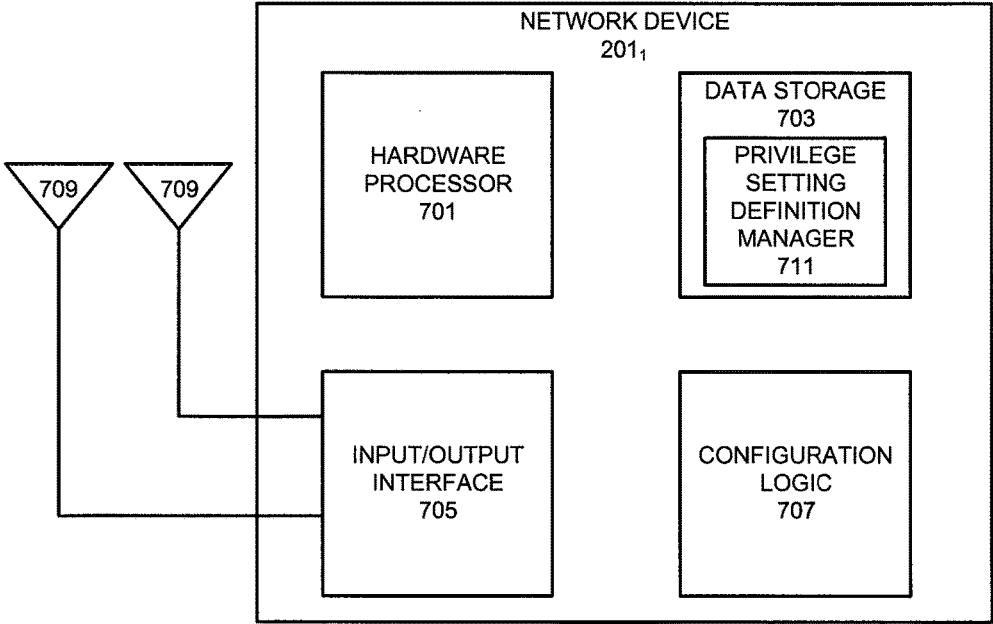 NETWORK DEVICE
201₁
HARDWARE
PROCESSOR
701
DATA STORAGE
703
PRIVILEGE
SETTING
DEFINITION
MANAGER
711
709
709
INPUT/OUTPUT
INTERFACE
705
CONFIGURATION
LOGIC
707